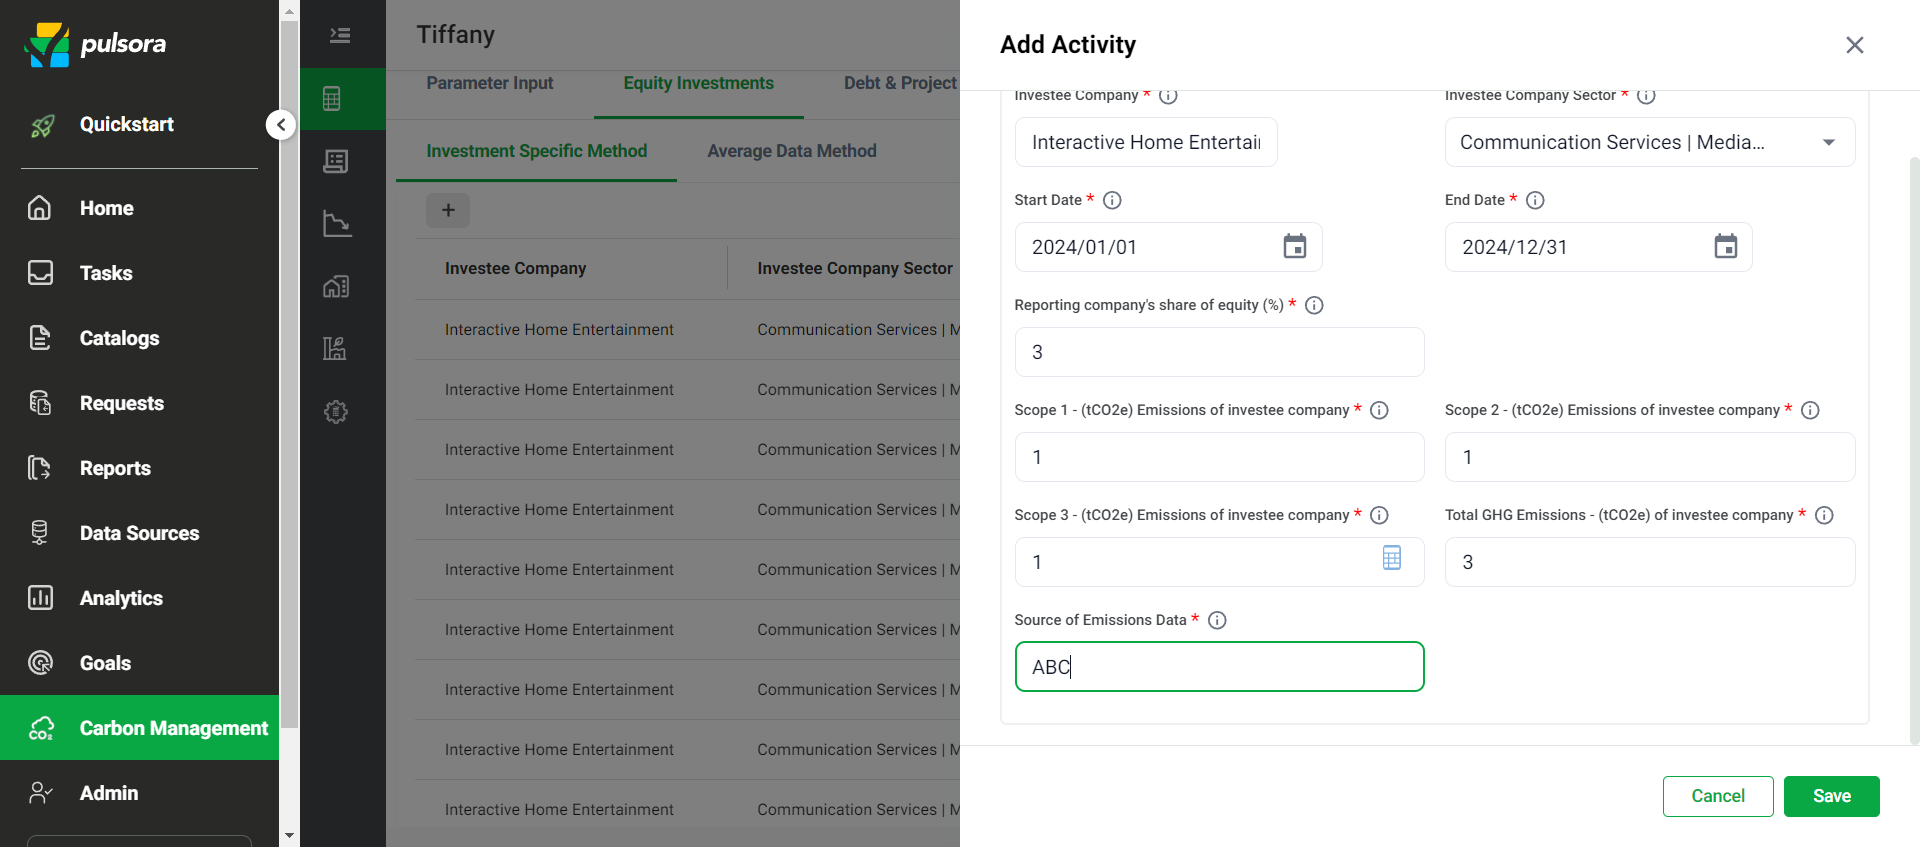 pulsora
Quickstart
Home
Tasks
Catalogs
Requests
Reports
Data Sources
Analytics
Goals
CO2
Carbon Management
Admin
Tiffany
Parameter Input
Equity Investments
Debt & Project
Investment Specific Method
Average Data Method
+
Investee Company
Investee Company Sector
Interactive Home Entertainment
Communication Services | M
Interactive Home Entertainment
Communication Services | M
Interactive Home Entertainment
Communication Services | M
Interactive Home Entertainment
Communication Services | M
Interactive Home Entertainment
Communication Services | M
Interactive Home Entertainment
Communication Services | M
Interactive Home Entertainment
Communication Services | M
Interactive Home Entertainment
Communication Services | M
Interactive Home Entertainment
Communication Services | M
Add Activity
Investee Company *
Investee Company Sector *
Interactive Home Entertai
Communication Services | Media...
Start Date *
End Date *
2024/01/01
2024/12/31
Reporting company's share of equity (%) *
3
Scope 1 - (tCO2e) Emissions of investee company *
Scope 2 - (tCO2e) Emissions of investee company *
1
1
Scope 3 - (tCO2e) Emissions of investee company *
Total GHG Emissions - (tCO2e) of investee company *
1
3
Source of Emissions Data *
ABC
Cancel
Save